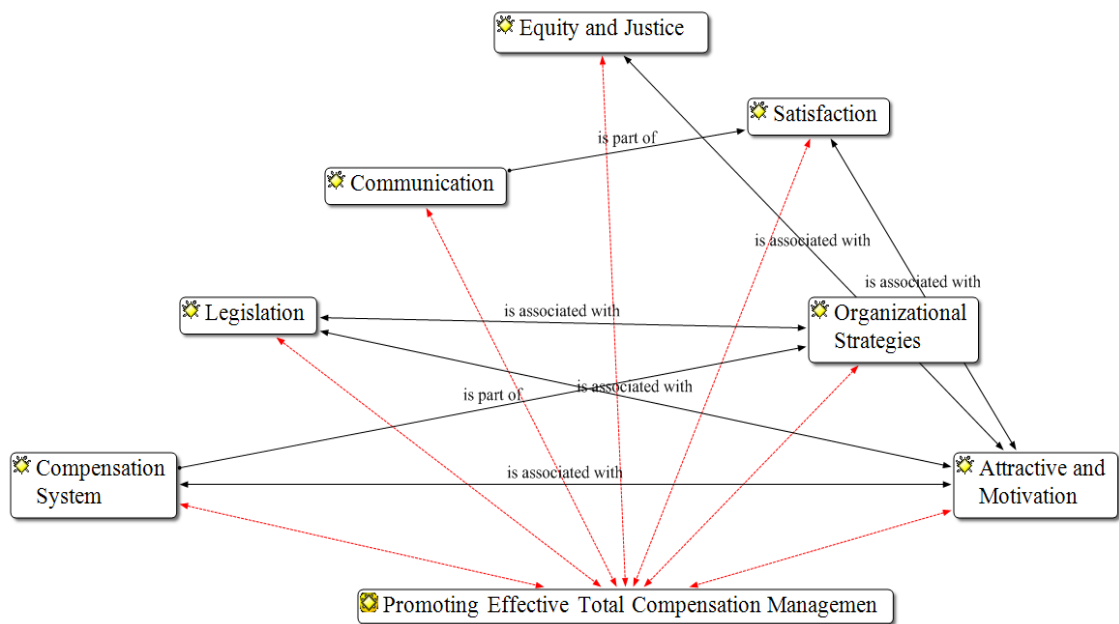 Equity and Justice
Satisfaction
is part of
Communication
is associated with
is associated with
Legislation
is associated with
Organizational
Strategies
is associated with
is part of
Compensation
System
is associated with
Attractive and
Motivation
Promoting Effective Total Compensation Managemen